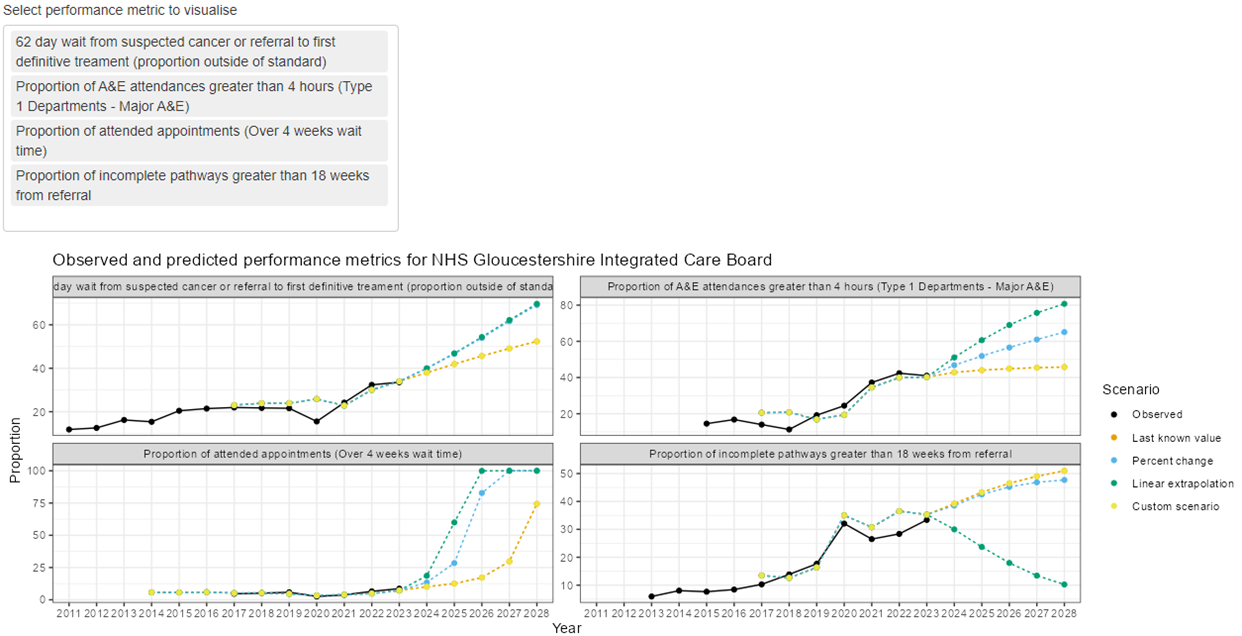 Select performance metric to visualise
62 day wait from suspected cancer or referral to first
definitive treament (proportion outside of standard)
Proportion of A&E attendances greater than 4 hours (Type
1 Departments - Major A&E)
Proportion of attended appointments (Over 4 weeks wait
time)
Proportion of incomplete pathways greater than 18 weeks
from referral
Observed and predicted performance metrics for NHS Gloucestershire Integrated Care Board
day wait from suspected cancer or referral to first definitive treament (proportion outside of standa
60
40
20
Proportion of A&E attendances greater than 4 hours (Type 1 Departments - Major A&E)
80
60
40
20
Proportion of attended appointments (Over 4 weeks wait time)
100
75
50
25
0
2011 2012 2013 2014 2015 2016 2017 2018 2019 2020 2021 2022 2023 2024 2025 2026 2027 2028
Proportion of incomplete pathways greater than 18 weeks from referral
50
40
30
20
10
2011 2012 2013 2014 2015 2016 2017 2018 2019 2020 2021 2022 2023 2024 2025 2026 2027 2028
Proportion
Year
Scenario
Observed
Last known value
Percent change
Linear extrapolation
Custom scenario